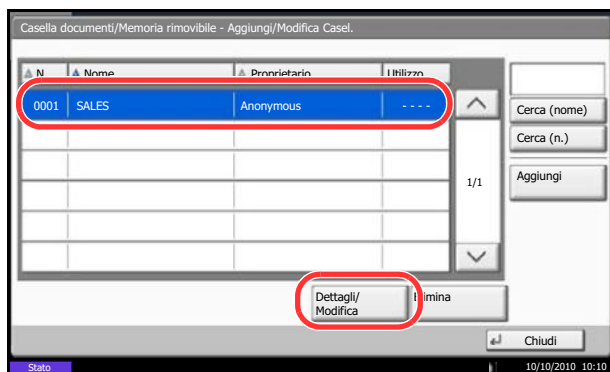 Casella documenti/Memoria rimovibile - Aggiungi/Modifica Casel.
N. Nome Proprietario Utilizzo
0001 SALES Anonymous - - - -
Cerca (nome)
Cerca (n.)
1/1
Aggiungi
Dettagli/
Modifica
Elimina
Chiudi
Stato 10/10/2010 10:10